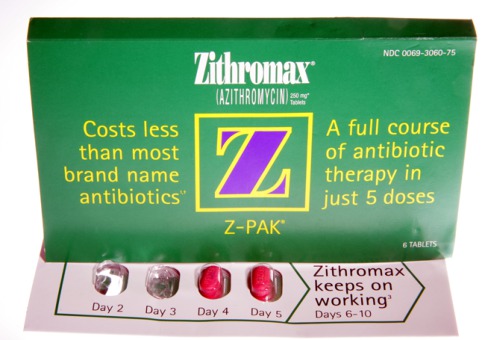 NDC 0069-3060-75
Zithromax®
(AZITHROMYCIN) 250 mg*
Tablets
Costs less
than most
brand name
antibiotics
Z
A full course
of antibiotic
therapy in
just 5 doses
Z-PAK®
6 TABLETS
Day 2
Day 3
Day 4
Day 5
Zithromax
keeps on
working³
Days 6-10